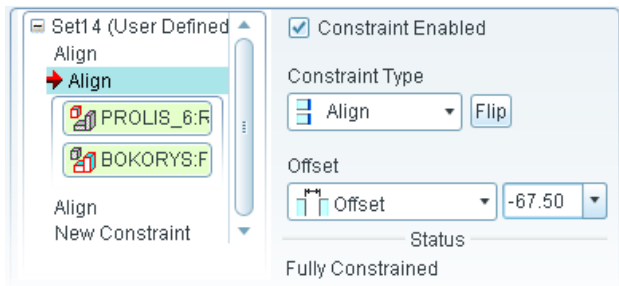 Set14 (User Defined
Align
Align
PROLIS_6:F
BOKORYS:F
Align
New Constraint
Constraint Enabled
Constraint Type
Align
Flip
Offset
Offset
-67.50
Status
Fully Constrained